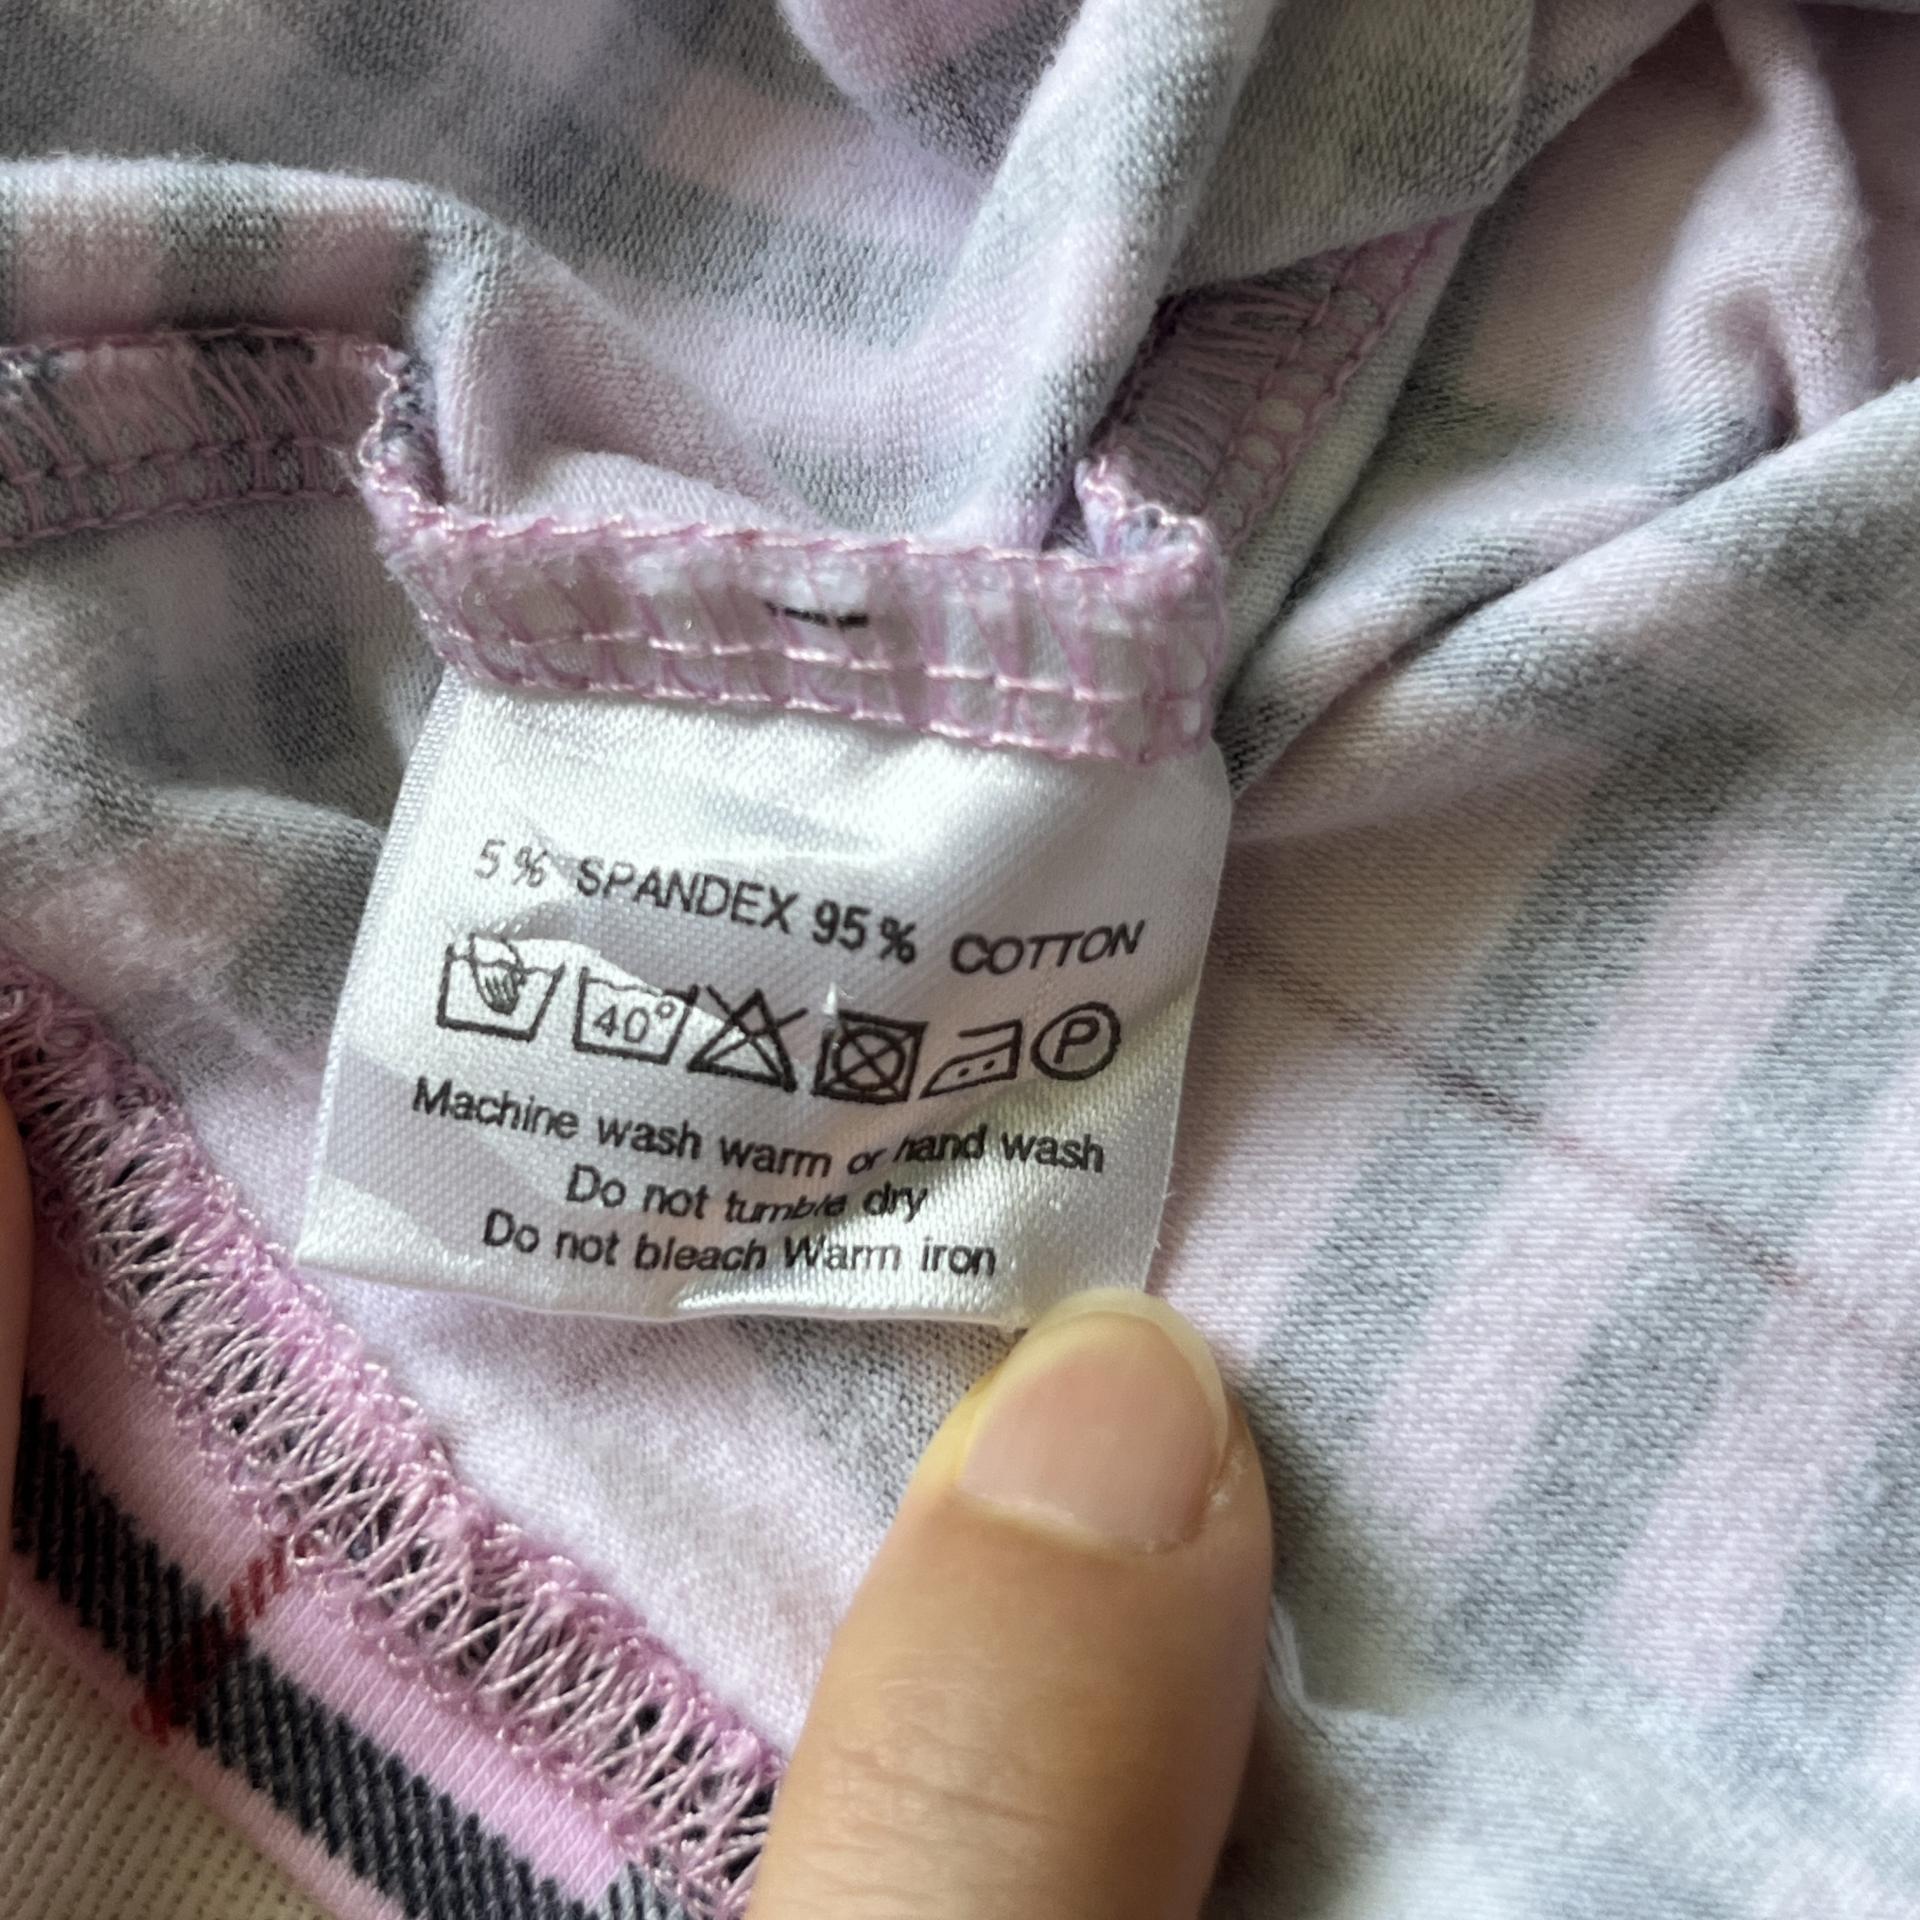 5% SPANDEX 95% COTTON
40° P
Machine wash warm or hand wash
Do not tumble dry
Do not bleach Warm iron